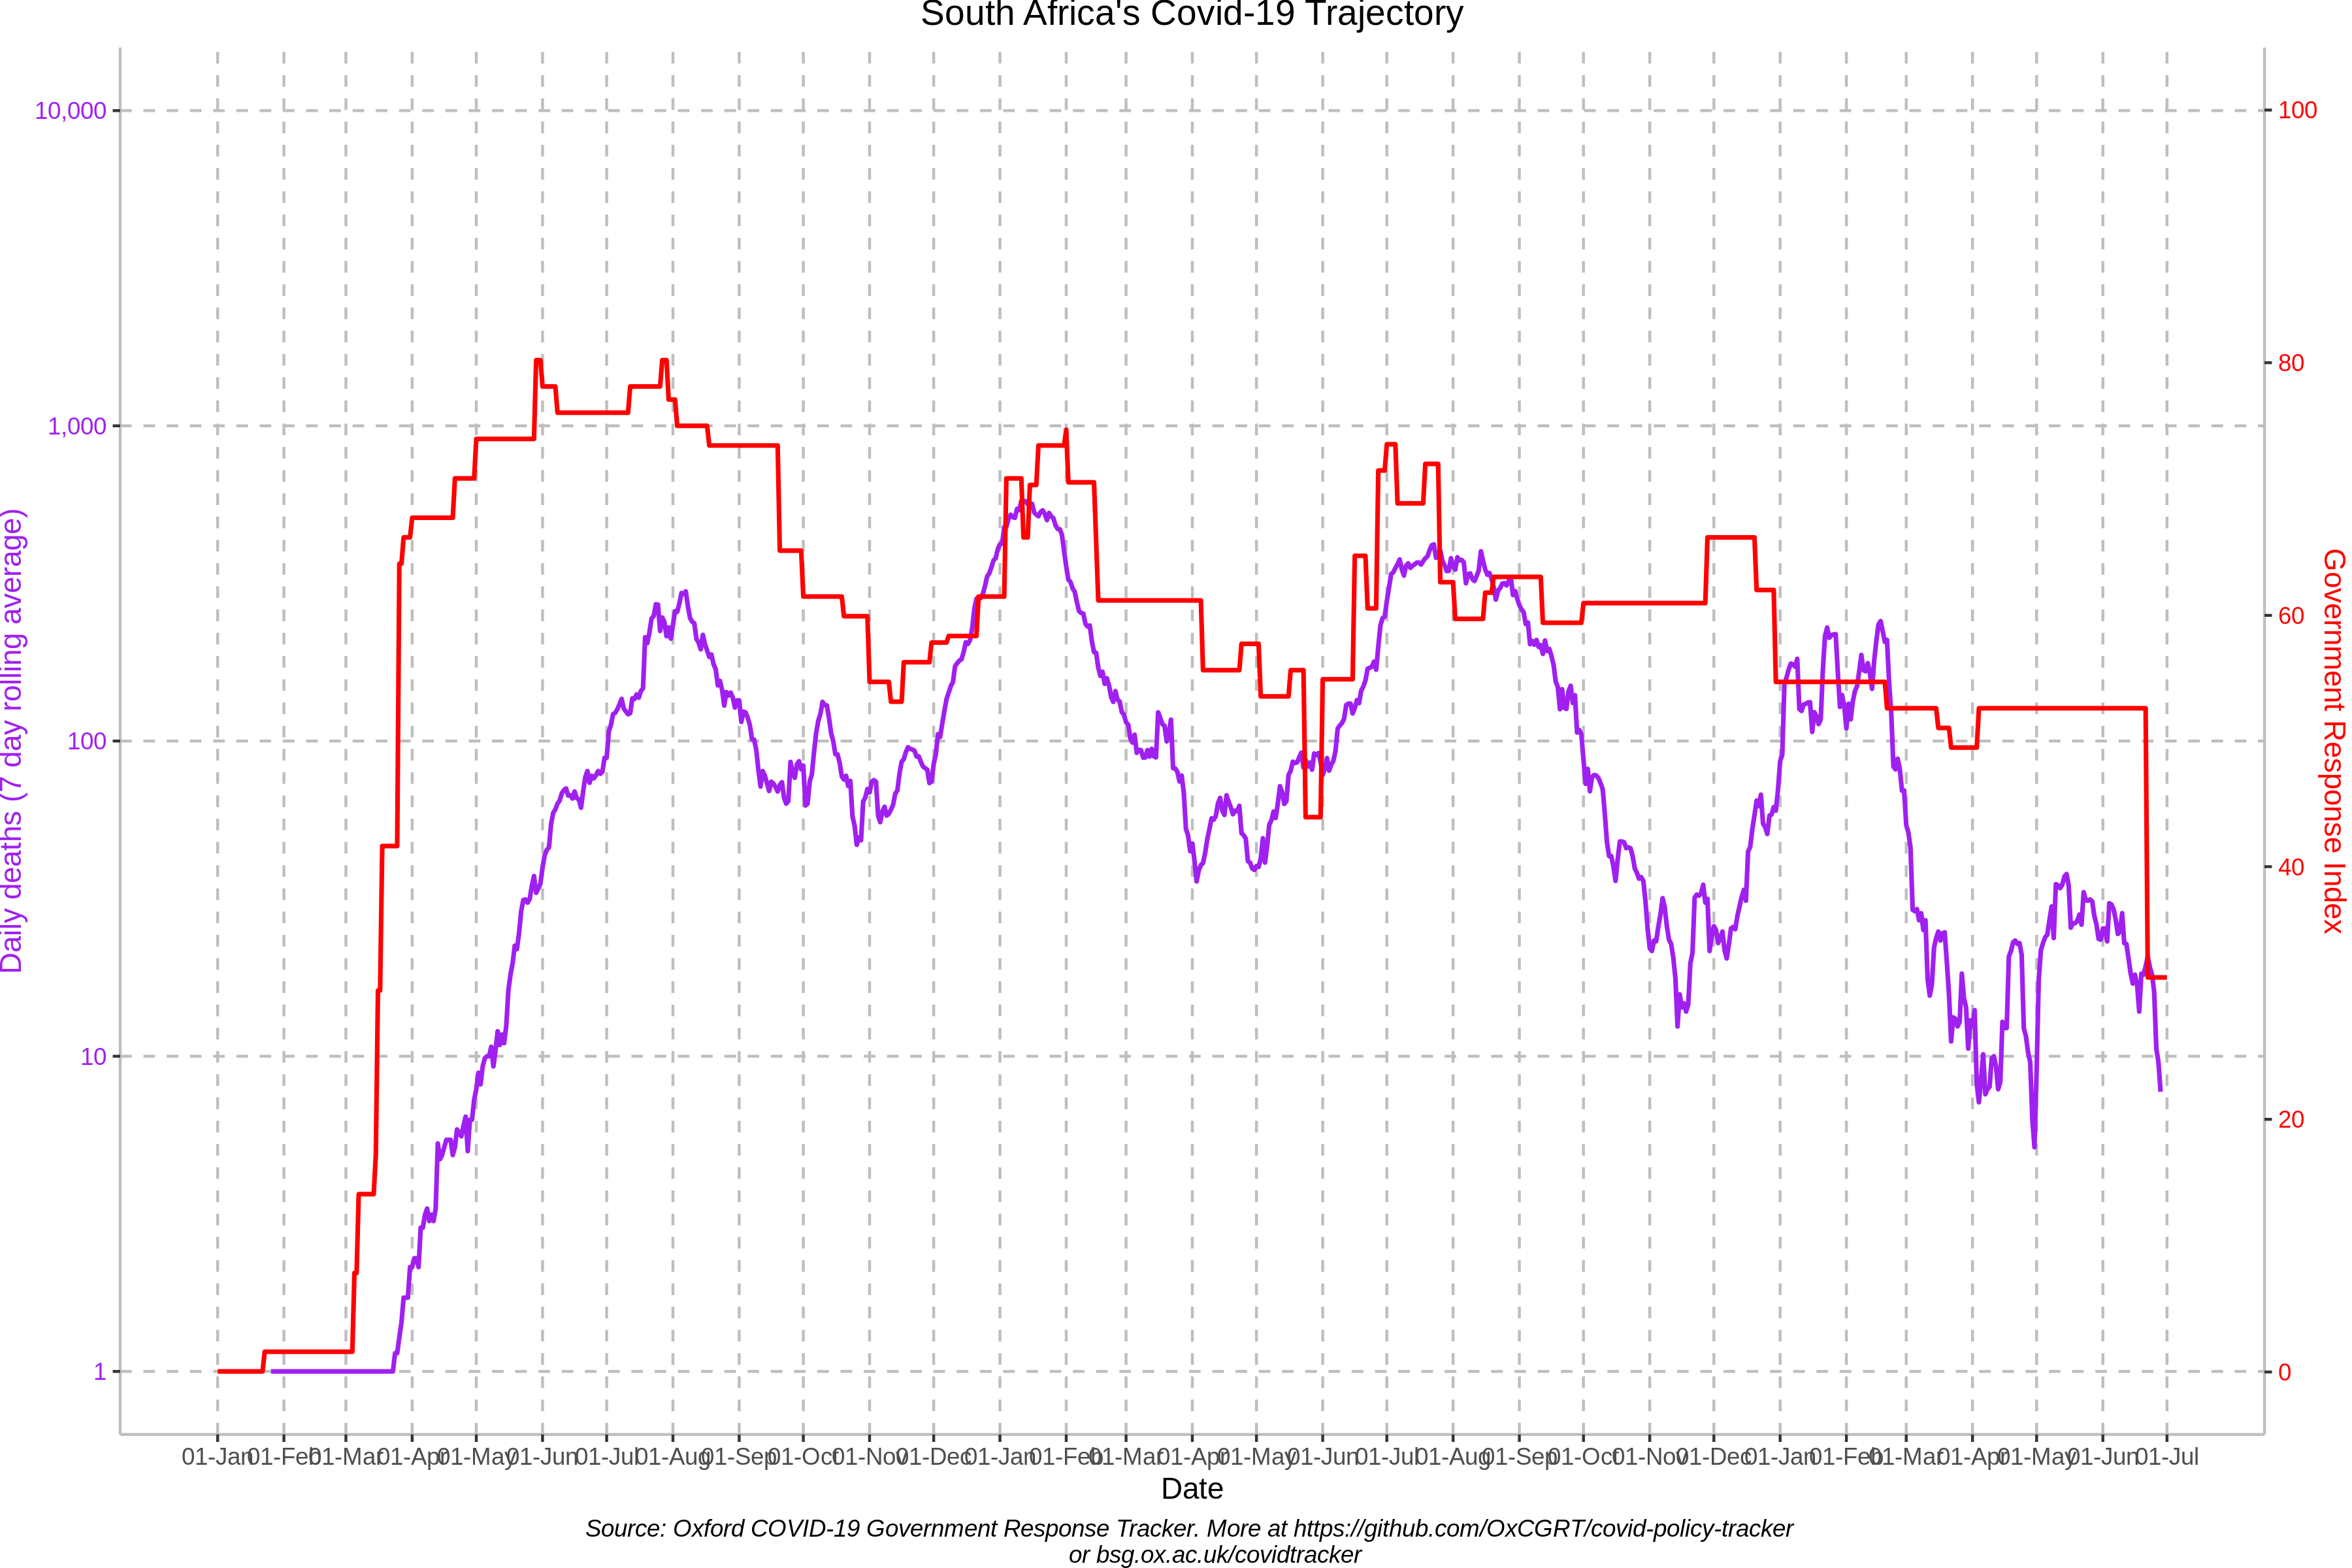 South Africa's Covid-19 Trajectory
10,000
1,000
100
10
1
Daily deaths (7 day rolling average)
100
80
60
40
20
0
Government Response Index
01-Jan 01-Feb 01-Mar 01-Apr 01-May 01-Jun 01-Jul 01-Aug 01-Sep 01-Oct 01-Nov 01-Dec 01-Jan 01-Feb 01-Mar 01-Apr 01-May 01-Jun 01-Jul 01-Aug 01-Sep 01-Oct 01-Nov 01-Dec 01-Jan 01-Feb 01-Mar 01-Apr 01-May 01-Jun 01-Jul
Date
Source: Oxford COVID-19 Government Response Tracker. More at https://github.com/OxCGRT/covid-policy-tracker
or bsg.ox.ac.uk/covidtracker